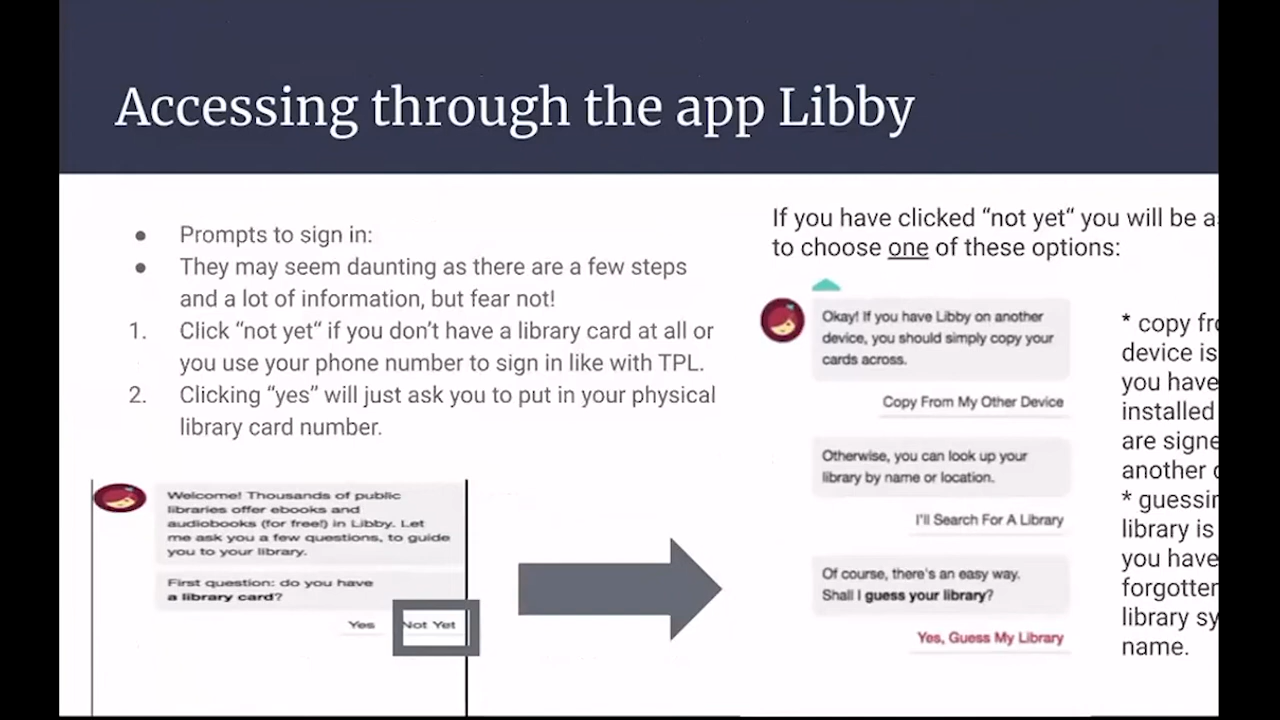 Accessing through the app Libby
● Prompts to sign in:
● They may seem daunting as there are a few steps
and a lot of information, but fear not!
1. Click “not yet“ if you don’t have a library card at all or
you use your phone number to sign in like with TPL.
2. Clicking “yes” will just ask you to put in your physical
library card number.
Welcome! Thousands of public
libraries offer ebooks and
audiobooks (for free!) in Libby. Let
me ask you a few questions, to guide
you to your library.
First question: do you have
a library card?
Yes Not Yet
If you have clicked “not yet“ you will be
to choose one of these options:
Okay! If you have Libby on another
device, you should simply copy your
cards across.
Copy From My Other Device
Otherwise, you can look up your
library by name or location.
I'll Search For A Library
Of course, there's an easy way.
Shall I guess your library?
Yes, Guess My Library
* copy
device is
you have
installed
are
another
*
library is
you have
library
name.